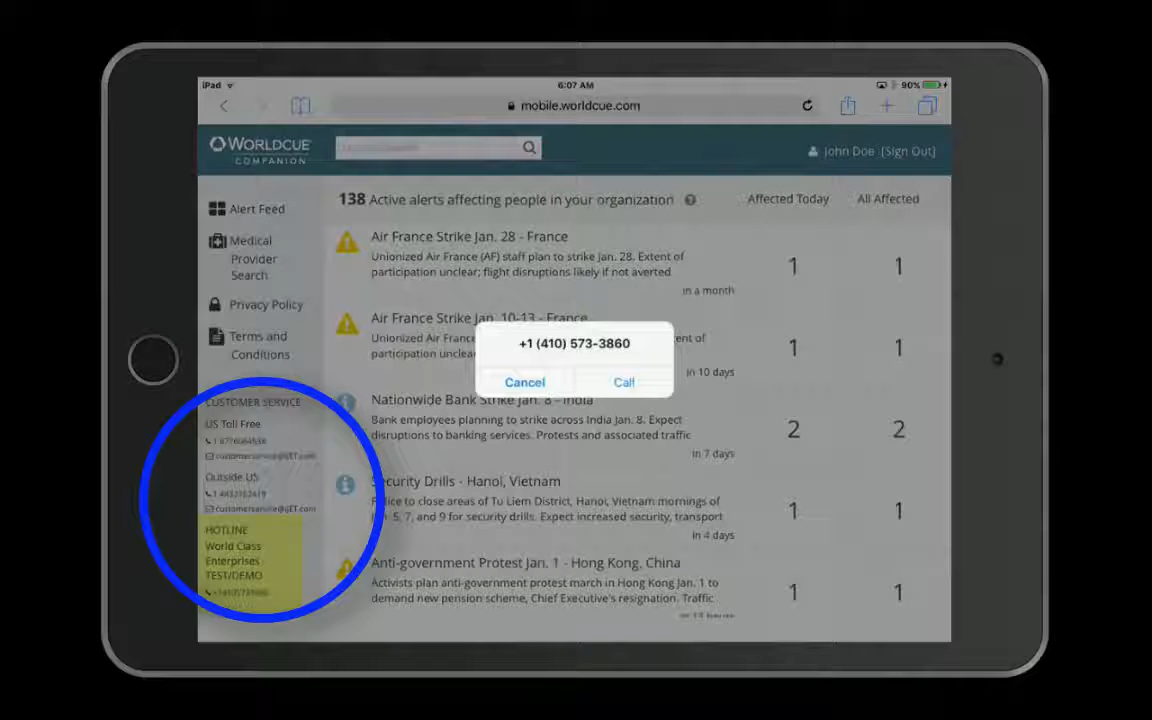 iPad
6:07 AM
90%
mobile.worldcue.com
WORLDCUE
COMPANION
John Doe [Sign Out]
Alert Feed
Medical
Provider
Search
Privacy Policy
Terms and
Conditions
CUSTOMER SERVICE
US Toll Free
customerservice@ijET.com
Outside US
customerservice@ijET.com
HOTLINE
World Class
Enterprises
TEST/DEMO
138 Active alerts affecting people in your organization ?
Affected Today
All Affected
Air France Strike Jan. 28 - France
Unionized Air France (AF) staff plan to strike Jan. 28. Extent of
participation unclear; flight disruptions likely if not averted
in a month
1
1
Air France Strike Jan. 10-13 - France
Unionized Air France
participation unclear
in 10 days
1
1
+1 (410) 573-3860
Cancel
Call
Nationwide Bank Strike Jan. 8 - India
Bank employees planning to strike across India Jan. 8. Expect
disruptions to banking services. Protests and associated traffic
in 7 days
2
2
Security Drills - Hanoi, Vietnam
Police to close areas of Tu Liem District, Hanoi, Vietnam mornings of
Jan. 5, 7, and 9 for security drills. Expect increased security, transport
in 4 days
1
1
Anti-government Protest Jan. 1 - Hong Kong, China
Activists plan anti-government protest march in Hong Kong Jan. 1 to
demand new pension scheme, Chief Executive's resignation. Traffic
1
1